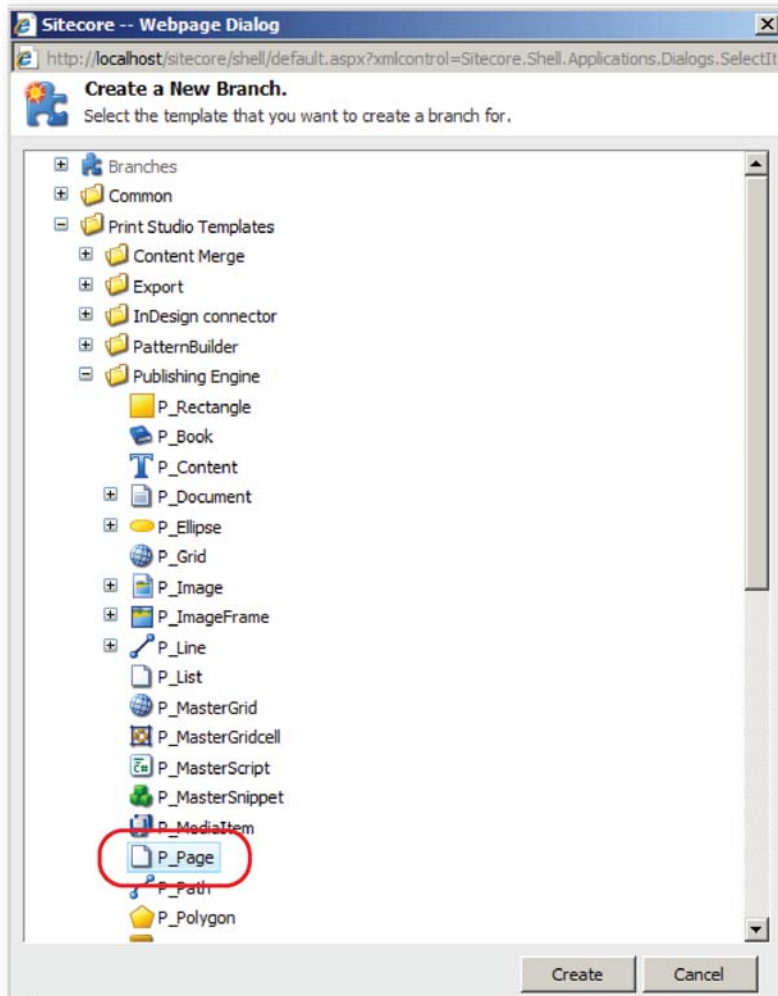 Sitecore -- Webpage Dialog
http://localhost/sitecore/shell/default.aspx?xmlcontrol=Sitecore.Shell.Applications.Dialogs.SelectIt
Create a New Branch.
Select the template that you want to create a branch for.
Branches
Common
Print Studio Templates
Content Merge
Export
InDesign connector
PatternBuilder
Publishing Engine
P_Rectangle
P_Book
P_Content
P_Document
P_Ellipse
P_Grid
P_Image
P_ImageFrame
P_Line
P_List
P_MasterGrid
P_MasterGridcell
P_MasterScript
P_MasterSnippet
P_MediaItem
P_Page
P_Path
P_Polygon
Create Cancel